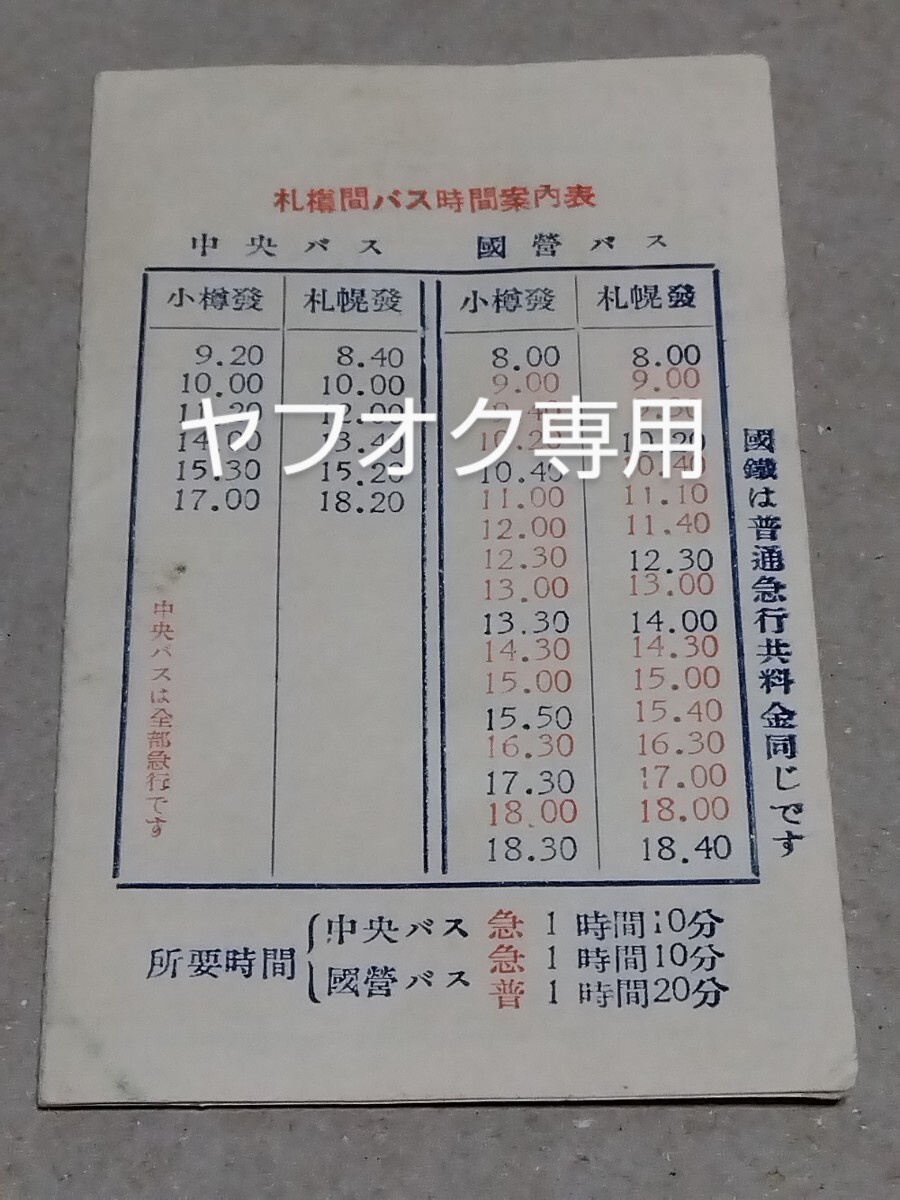 札樽間バス時間案内表
中央バス 國營バス
小樽發 札幌發 小樽發 札幌發
9.20 8.40 8.00 8.00
10.00 10.00 9.00 9.00
ヤフオク専用
10.20
15.30 15.20 10.40 10.40
17.00 18.20 11.00 11.10
12.00 11.40
12.30 12.30
13.00 13.00
13.30 14.00
14.30 14.30
15.00 15.00
15.50 15.40
16.30 16.30
17.30 17.00
18.00 18.00
18.30 18.40
中央バスは全部急行です
國鐵は普通急行共料金同じです
所要時間
中央バス 急 1時間10分
國營バス 急 1時間10分
普 1時間20分